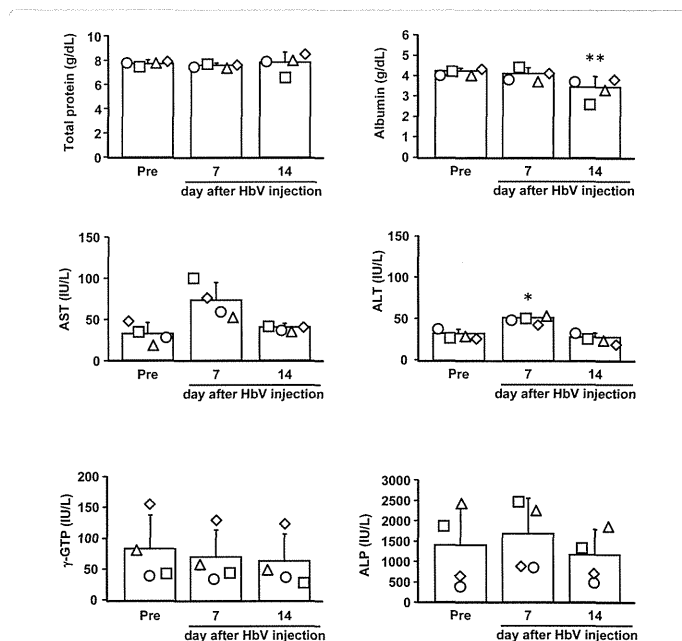 Total protein (g/dL)
10
8
6
4
2
0
Pre
7
14
day after HbV injection
Albumin (g/dL)
6
5
4
3
2
1
0
**
Pre
7
14
day after HbV injection
AST (IU/L)
150
100
50
0
Pre
7
14
day after HbV injection
ALT (IU/L)
150
100
50
0
*
Pre
7
14
day after HbV injection
γ-GTP (IU/L)
200
150
100
50
0
Pre
7
14
day after HbV injection
ALP (IU/L)
3000
2500
2000
1500
1000
500
0
Pre
7
14
day after HbV injection